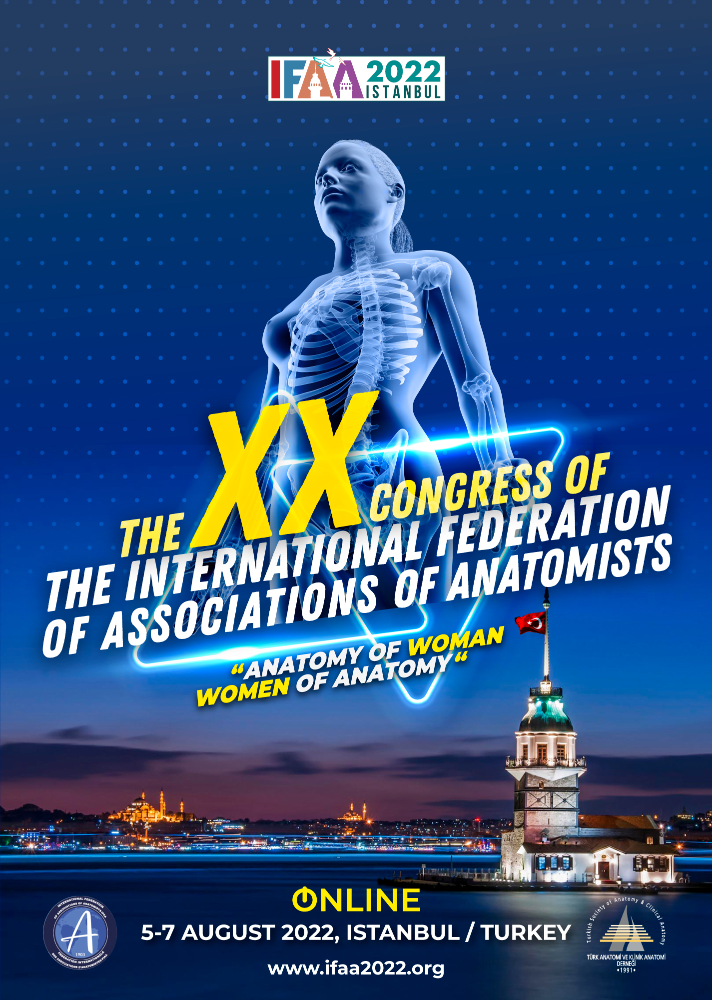 IFAA 2022
ISTANBUL
THE XX CONGRESS OF
THE INTERNATIONAL FEDERATION
OF ASSOCIATIONS OF ANATOMISTS
“ANATOMY OF WOMAN
WOMEN OF ANATOMY“
ONLINE
5-7 AUGUST 2022, ISTANBUL / TURKEY
www.ifaa2022.org
INTERNATIONAL FEDERATION
OF ASSOCIATIONS OF ANATOMISTS-IFAA
A
1903
FEDERATION INTERNATIONALE
DES ASSOCIATIONS D'ANATOMISTES-FIAA
Turkish Society of Anatomy & Clinical Anatomy
TÜRK ANATOMİ VE KLİNİK ANATOMİ
DERNEĞİ
•1991•